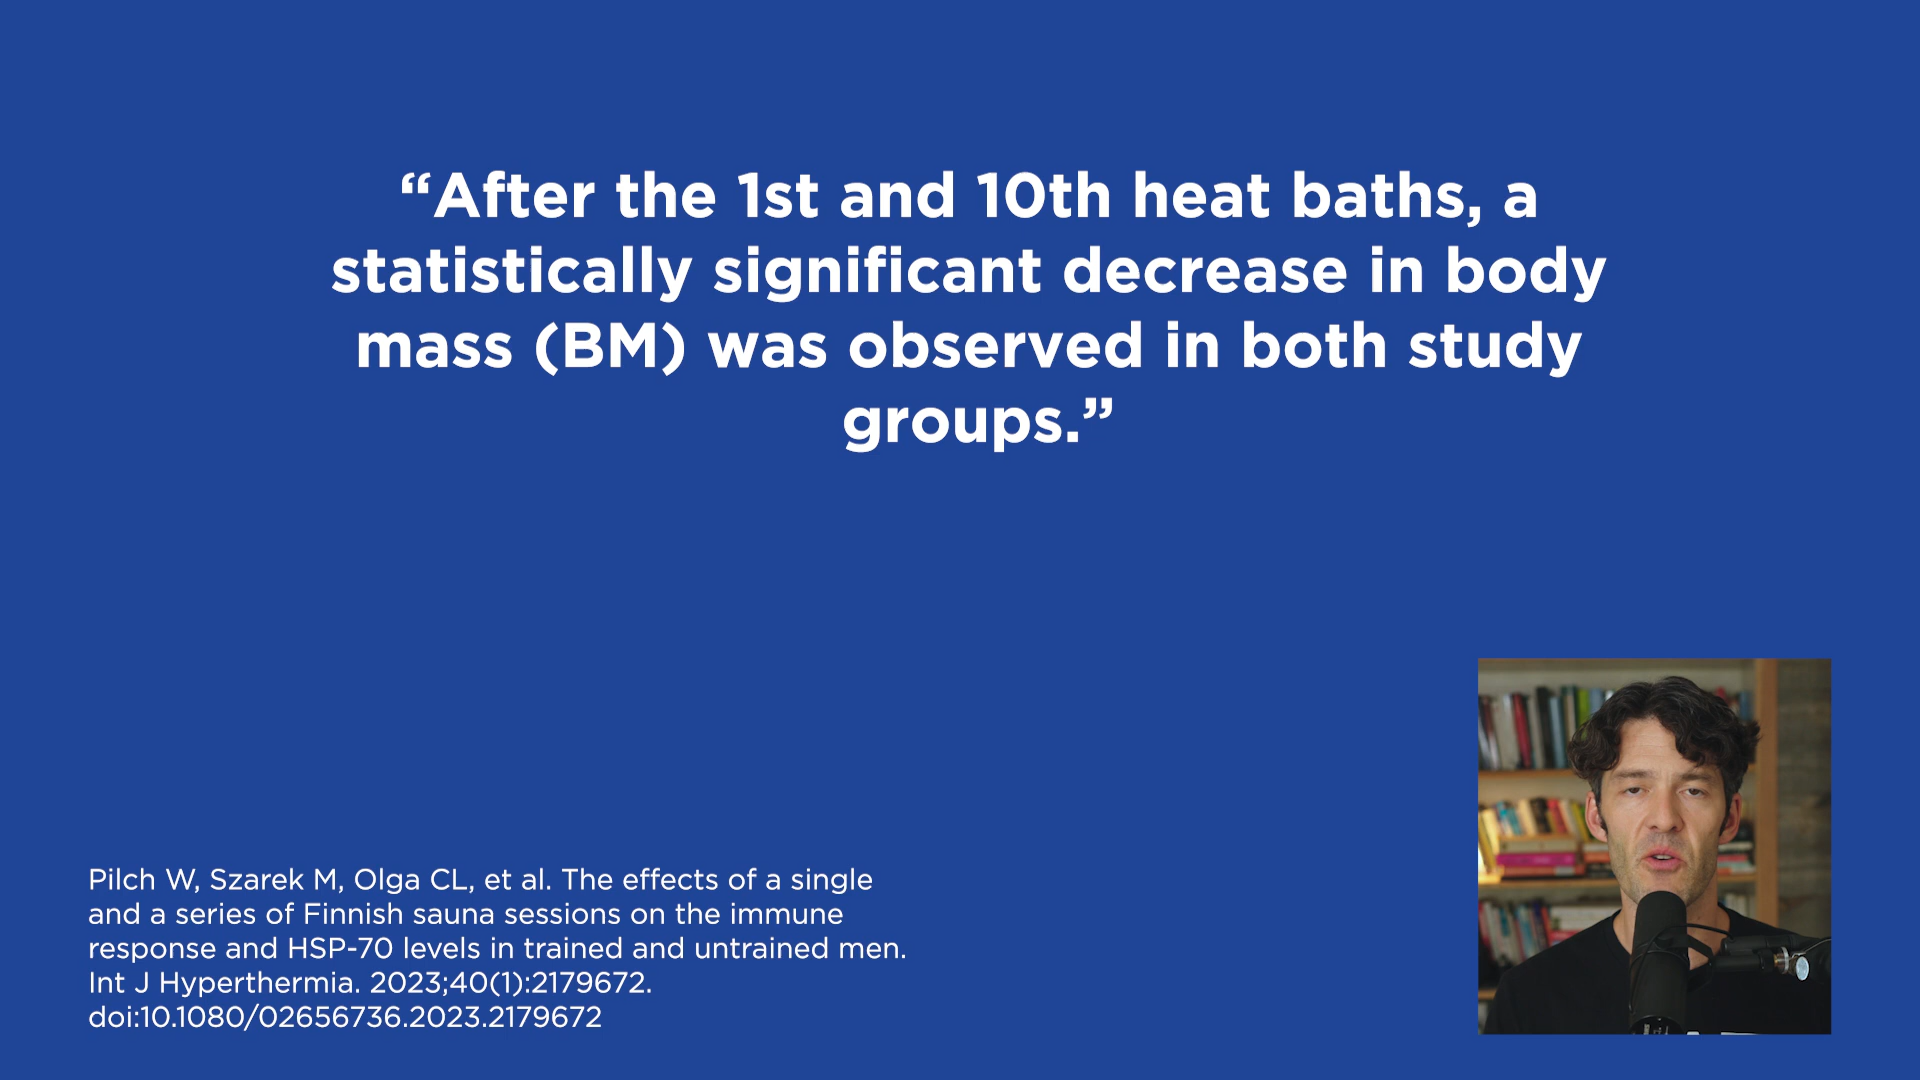 “After the 1st and 10th heat baths, a
statistically significant decrease in body
mass (BM) was observed in both study
groups.”
Pilch W, Szarek M, Olga CL, et al. The effects of a single
and a series of Finnish sauna sessions on the immune
response and HSP-70 levels in trained and untrained men.
Int J Hyperthermia. 2023;40(1):2179672.
doi:10.1080/02656736.2023.2179672